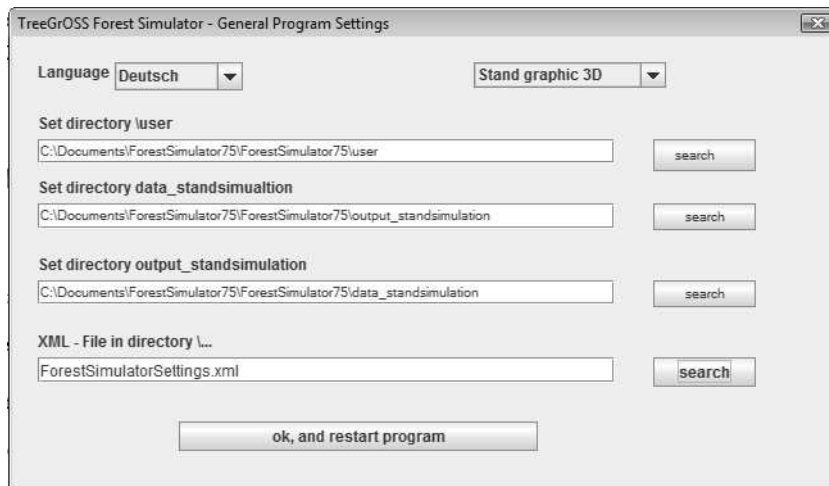 TreeGrOSS Forest Simulator - General Program Settings
Language Deutsch Stand graphic 3D
Set directory \user
C:\Documents\ForestSimulator75\ForestSimulator75\user search
Set directory data_standsimualtion
C:\Documents\ForestSimulator75\ForestSimulator75\output_standsimulation search
Set directory output_standsimulation
C:\Documents\ForestSimulator75\ForestSimulator75\data_standsimulation search
XML - File in directory \...
ForestSimulatorSettings.xml search
ok, and restart program